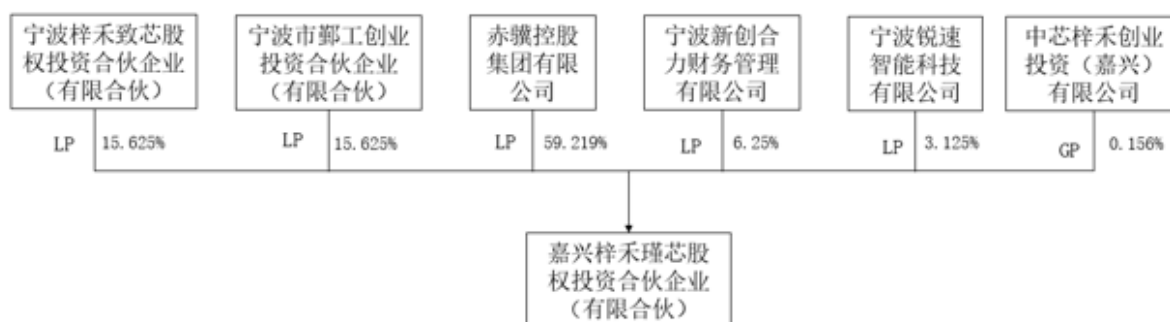 宁波梓禾致芯股
权投资合伙企业
（有限合伙）
宁波市鄞工创业
投资合伙企业
（有限合伙）
赤骥控股
集团有限
公司
宁波新创合
力财务管理
有限公司
宁波锐速
智能科技
有限公司
中芯梓禾创业
投资（嘉兴）
有限公司
LP 15.625%
LP 15.625%
LP 59.219%
LP 6.25%
LP 3.125%
GP 0.156%
嘉兴梓禾瑾芯股
权投资合伙企业
（有限合伙）